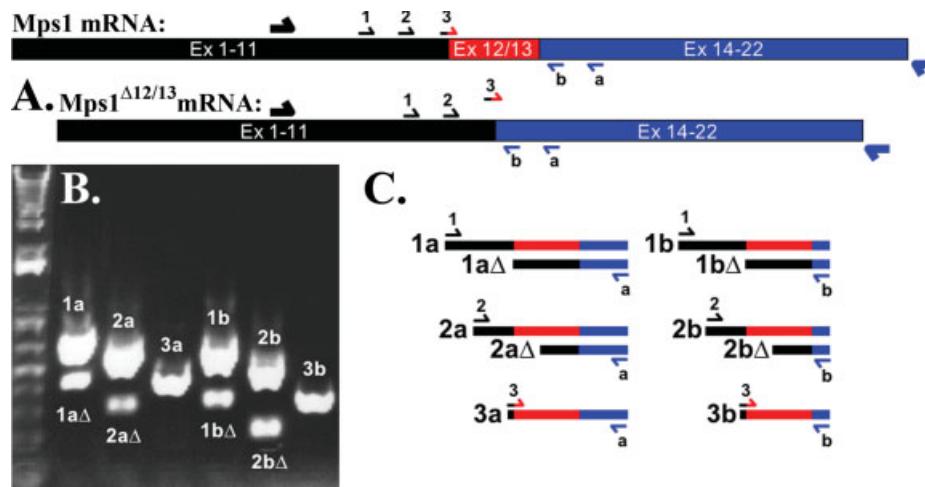 Mps1 mRNA:
1 2 3
Ex 1-11 Ex 12/13 Ex 14-22
b a
A. Mps1Δ12/13mRNA:
1 2 3
Ex 1-11 Ex 14-22
b a
B.
1a 2a 3a 1b 2b 3b
1aΔ 2aΔ 1bΔ 2bΔ
C.
1 1
1a 1b
1aΔ 1bΔ
a b
2 2
2a 2b
2aΔ 2bΔ
a b
3 3
3a 3b
a b